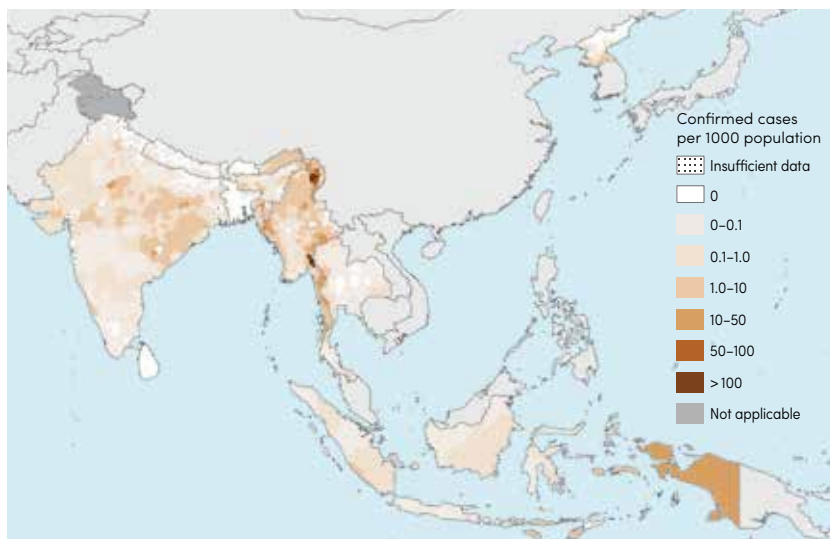 Confirmed cases
per 1000 population
Insufficient data
0
0–0.1
0.1–1.0
1.0–10
10–50
50–100
>100
Not applicable